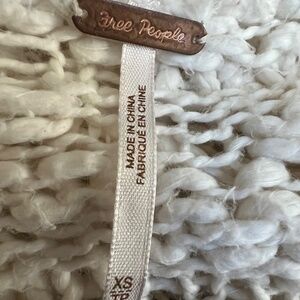 Free People
MADE IN CHINA
FABRIQUÉ EN CHINE
XS